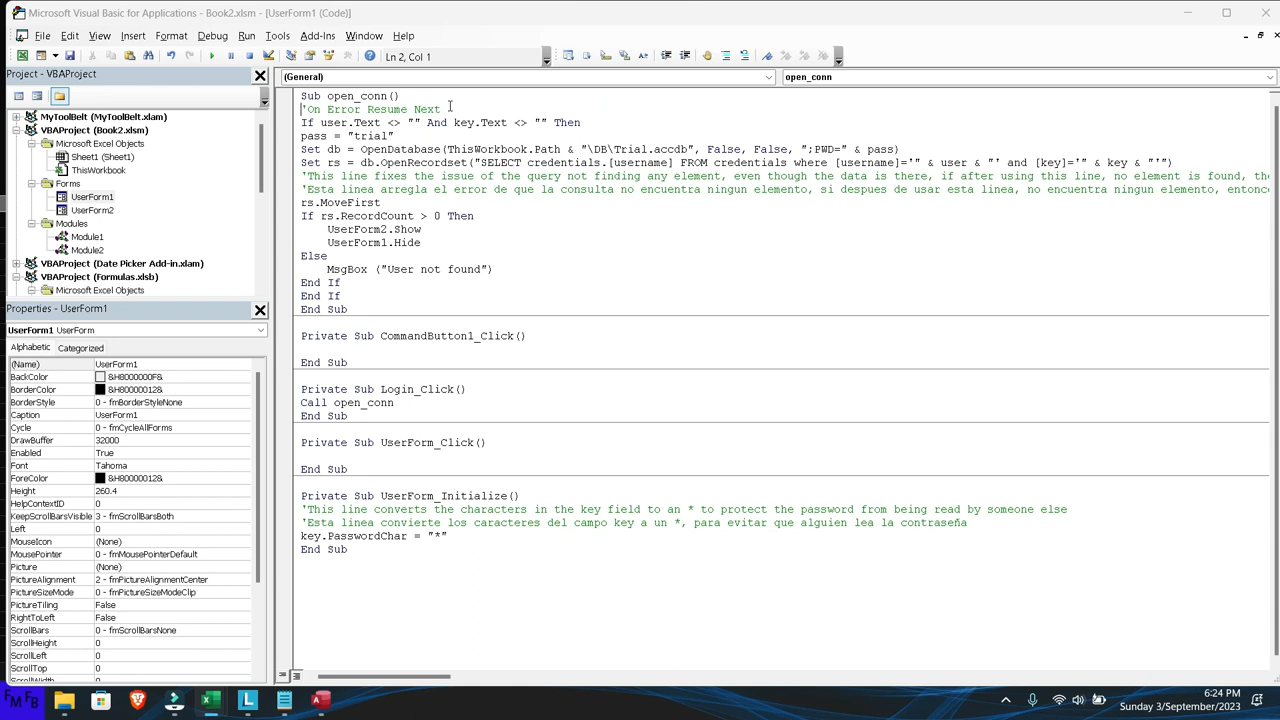 Microsoft Visual Basic for Applications - Book2.xlsm - [UserForm1 (Code)]
File Edit View Insert Format Debug Run Tools Add-Ins Window Help
Ln 2, Col 1
Project - VBAProject
MyToolBelt (MyToolBelt.xlam)
VBAProject (Book2.xlsm)
Microsoft Excel Objects
Sheet1 (Sheet1)
ThisWorkbook
Forms
UserForm1
UserForm2
Modules
Module1
Module2
VBAProject (Date Picker Add-in.xlam)
VBAProject (Formulas.xlsb)
Microsoft Excel Objects
Properties - UserForm1
UserForm1 UserForm
Alphabetic Categorized
(Name) UserForm1
BackColor &H8000000F&
BorderColor &H80000012&
BorderStyle 0 - fmBorderStyleNone
Caption UserForm1
Cycle 0 - fmCycleAllForms
DrawBuffer 32000
Enabled True
Font Tahoma
ForeColor &H80000012&
Height 260.4
HelpContextID 0
KeepScrollBarsVisible 3 - fmScrollBarsBoth
Left 0
MouseIcon (None)
MousePointer 0 - fmMousePointerDefault
Picture (None)
PictureAlignment 2 - fmPictureAlignmentCenter
PictureSizeMode 0 - fmPictureSizeModeClip
PictureTiling False
RightToLeft False
ScrollBars 0 - fmScrollBarsNone
ScrollHeight 0
ScrollLeft 0
ScrollTop 0
ScrollWidth 0
(General) open_conn
Sub open_conn()
'On Error Resume Next
If user.Text <> "" And key.Text <> "" Then
pass = "trial"
Set db = OpenDatabase(ThisWorkbook.Path & "\DB\Trial.accdb", False, False, ";PWD=" & pass)
Set rs = db.OpenRecordset("SELECT credentials.[username] FROM credentials where [username]='" & user & "' and [key]='" & key & "'")
'This line fixes the issue of the query not finding any element, even though the data is there, if after using this line, no element is found, the
'Esta linea arregla el error de que la consulta no encuentra ningun elemento, si despues de usar esta linea, no encuentra ningun elemento, entonc
rs.MoveFirst
If rs.RecordCount > 0 Then
UserForm2.Show
UserForm1.Hide
Else
MsgBox ("User not found")
End If
End If
End Sub
Private Sub CommandButton1_Click()
End Sub
Private Sub Login_Click()
Call open_conn
End Sub
Private Sub UserForm_Click()
End Sub
Private Sub UserForm_Initialize()
'This line converts the characters in the key field to an * to protect the password from being read by someone else
'Esta linea convierte los caracteres del campo key a un *, para evitar que alguien lea la contraseña
key.PasswordChar = "*"
End Sub
6:24 PM
Sunday 3/September/2023